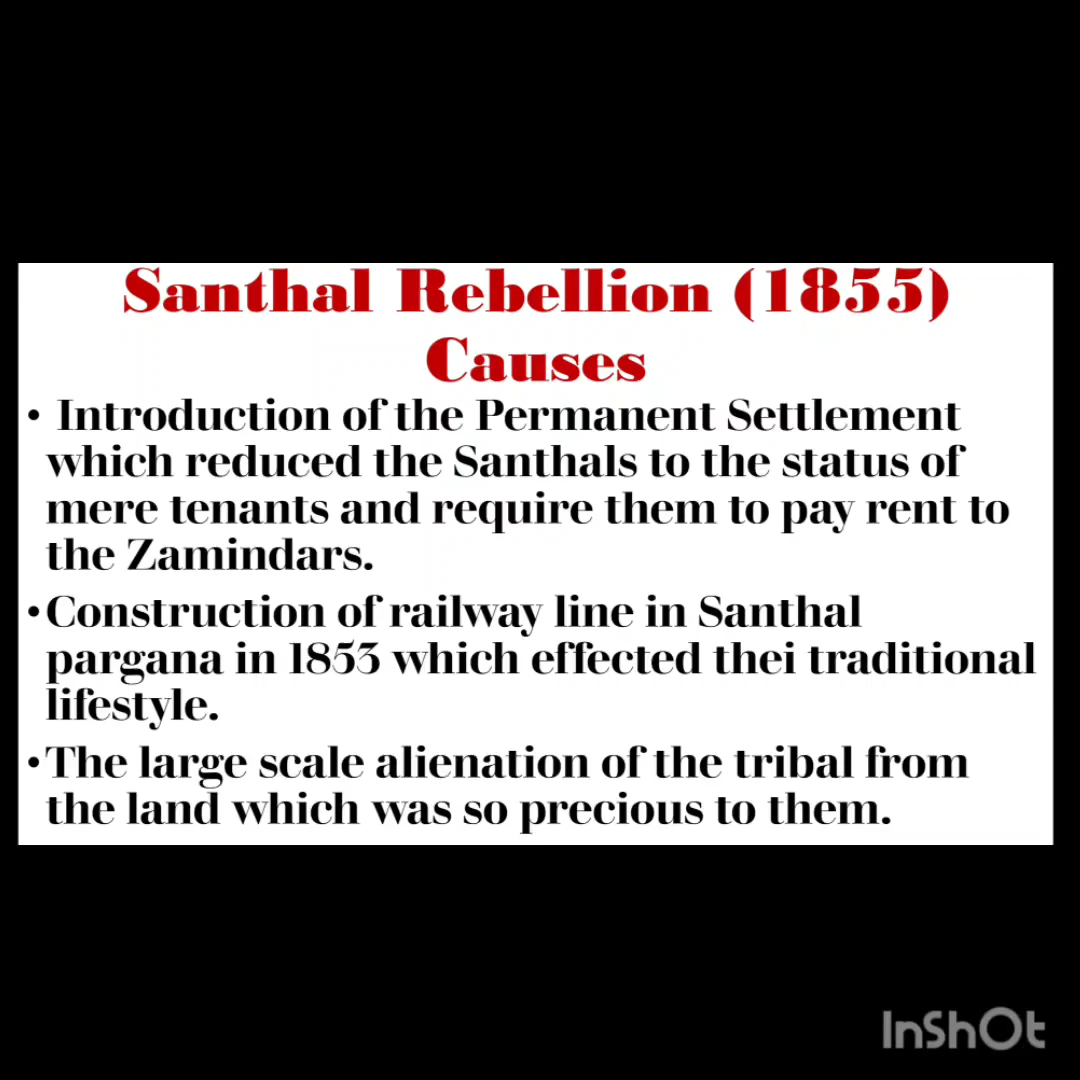 Santhal Rebellion (1855)
Causes
• Introduction of the Permanent Settlement
which reduced the Santhals to the status of
mere tenants and require them to pay rent to
the Zamindars.
•Construction of railway line in Santhal
pargana in 1853 which effected thei traditional
lifestyle.
•The large scale alienation of the tribal from
the land which was so precious to them.
InShOt